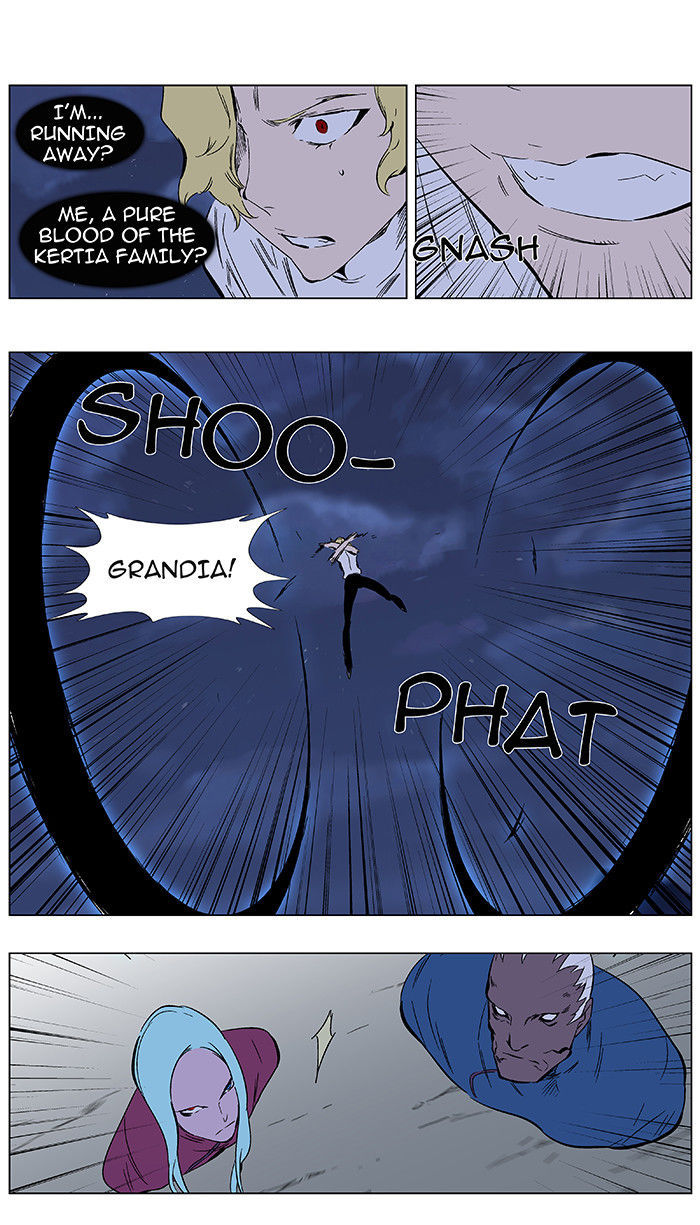 I'M...
RUNNING
AWAY?
ME, A PURE
BLOOD OF THE
KERTIA FAMILY?
GNASH
SHOO-
GRANDIA!
PHAT